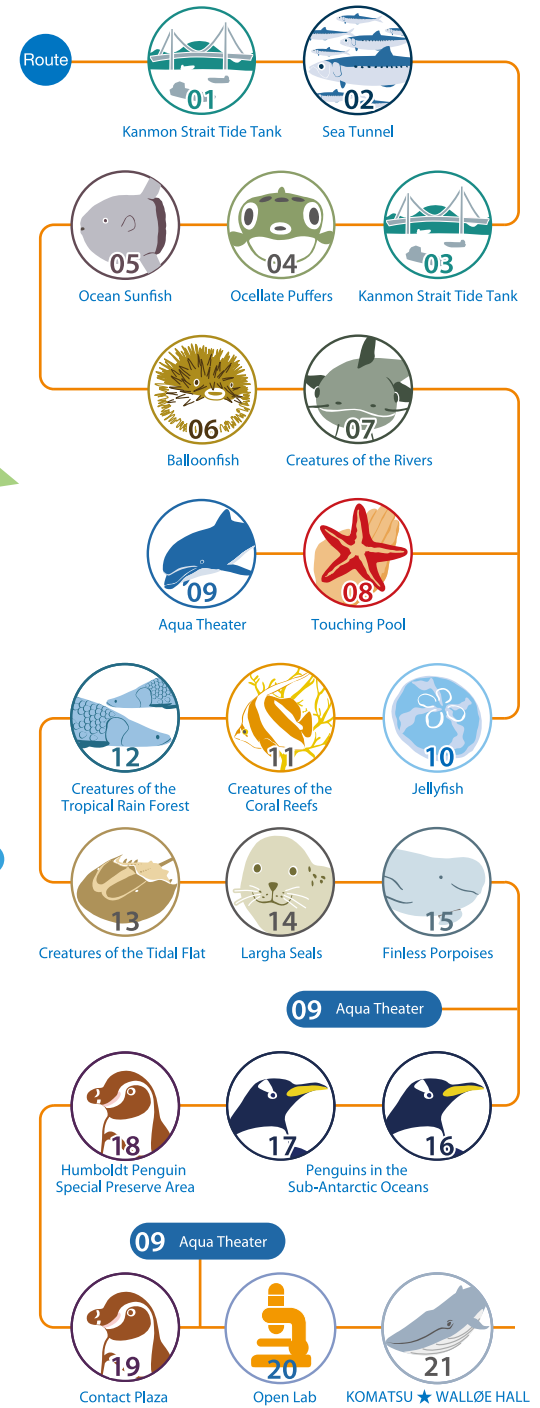 Route
01
02
Kanmon Strait Tide Tank
Sea Tunnel
05
04
03
Ocean Sunfish
Ocellate Puffers
Kanmon Strait Tide Tank
06
07
Balloonfish
Creatures of the Rivers
09
08
Aqua Theater
Touching Pool
12
11
10
Creatures of the
Tropical Rain Forest
Creatures of the
Coral Reefs
Jellyfish
13
14
15
Creatures of the Tidal Flat
Largha Seals
Finless Porpoises
09 Aqua Theater
18
17
16
Humboldt Penguin
Special Preserve Area
Penguins in the
Sub-Antarctic Oceans
09 Aqua Theater
19
20
21
Contact Plaza
Open Lab
KOMATSU ★ WALLØE HALL